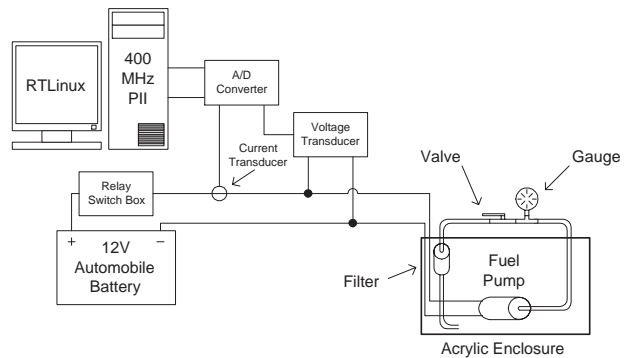 RTLinux
400
MHz
PII
A/D
Converter
Voltage
Transducer
Current
Transducer
Relay
Switch Box
+
−
12V
Automobile
Battery
Valve
Gauge
Filter
Fuel
Pump
Acrylic Enclosure